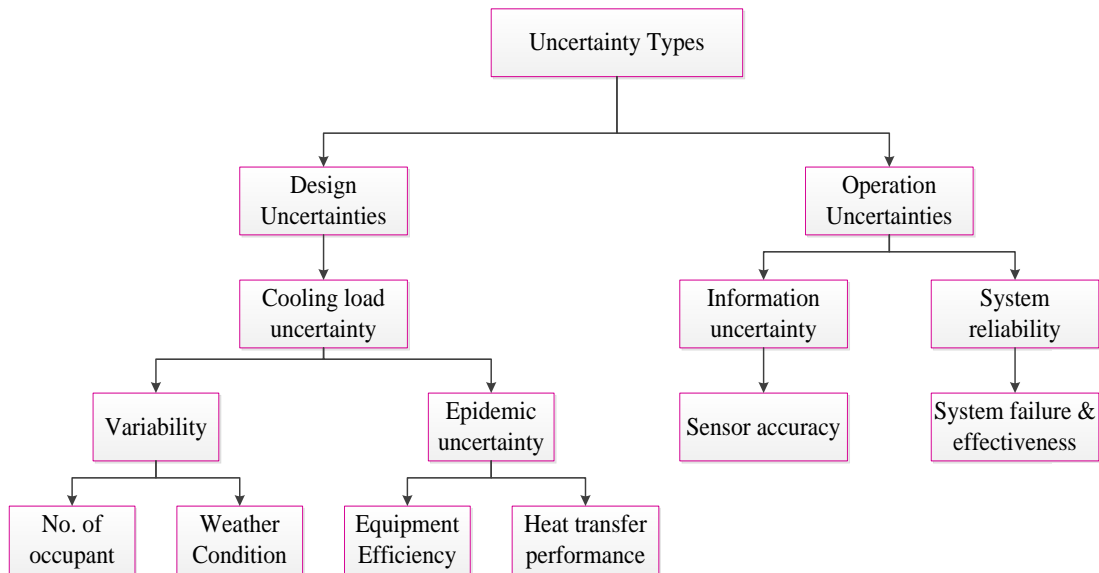 Uncertainty Types
Design
Uncertainties
Operation
Uncertainties
Cooling load
uncertainty
Information
uncertainty
System
reliability
Variability
Epidemic
uncertainty
Sensor accuracy
System failure &
effectiveness
No. of
occupant
Weather
Condition
Equipment
Efficiency
Heat transfer
performance